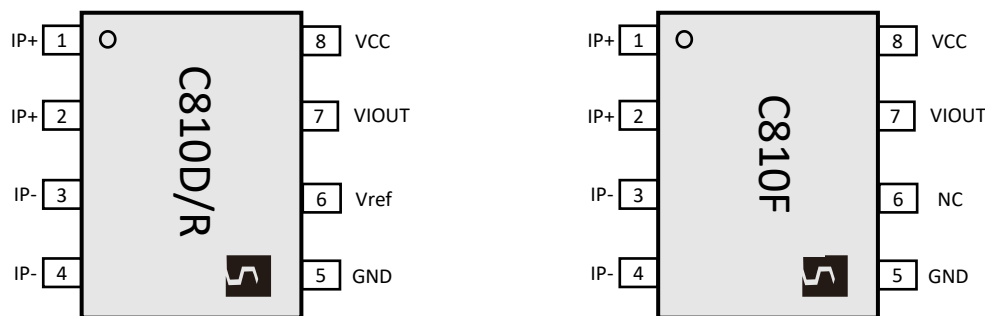 IP+ 1 8 VCC
IP+ 2 7 VIOUT
IP- 3 6 Vref
IP- 4 5 GND
C810D/R
IP+ 1 8 VCC
IP+ 2 7 VIOUT
IP- 3 6 NC
IP- 4 5 GND
C810F